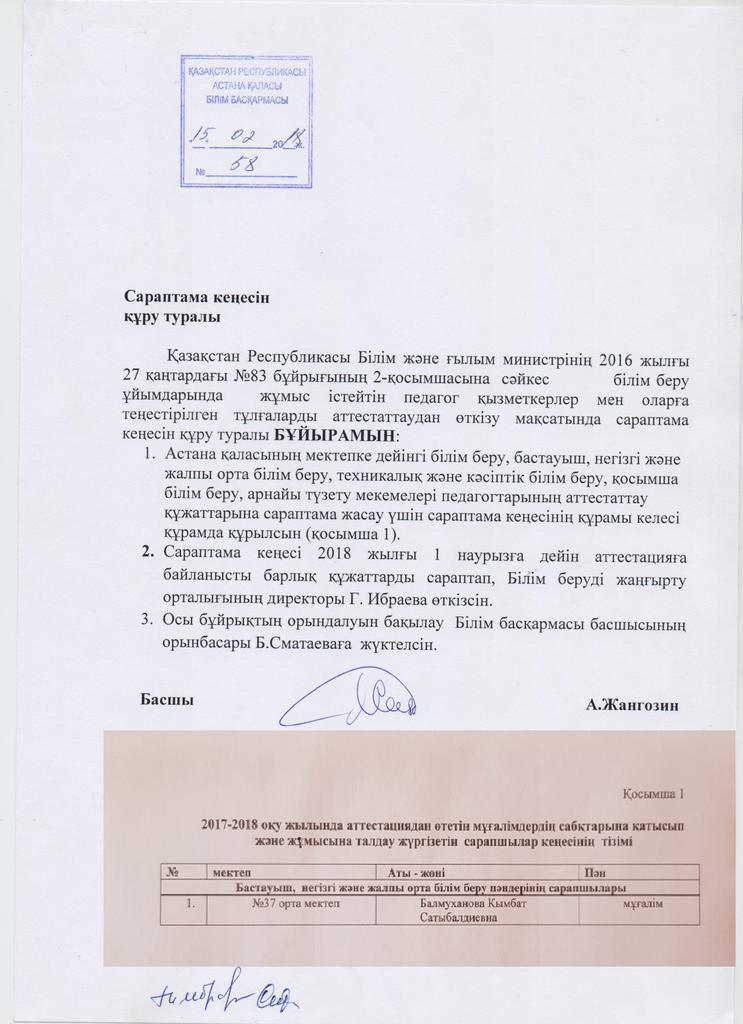 ҚАЗАҚСТАН РЕСПУБЛИКАСЫ
АСТАНА ҚАЛАСЫ
БІЛІМ БАСҚАРМАСЫ
"15" 02 2018 ж.
№ 58
Сараптама кеңесін
құру туралы
Қазақстан Республикасы Білім және ғылым министрінің 2016 жылғы
27 қаңтардағы №83 бұйрығының 2-қосымшасына сәйкес білім беру
ұйымдарында жұмыс істейтін педагог қызметкерлер мен оларға
теңестірілген тұлғаларды аттестаттаудан өткізу мақсатында сараптама
кеңесін құру туралы БҰЙЫРАМЫН:
1. Астана қаласының мектепке дейінгі білім беру, бастауыш, негізгі және
жалпы орта білім беру, техникалық және кәсіптік білім беру, қосымша
білім беру, арнайы түзету мекемелері педагогтарының аттестаттау
құжаттарына сараптама жасау үшін сараптама кеңесінің құрамы келесі
құрамда құрылсын (қосымша 1).
2. Сараптама кеңесі 2018 жылғы 1 наурызға дейін аттестацияға
байланысты барлық құжаттарды сараптап, Білім беруді жаңғырту
орталығының директоры Г. Ибраева өткізсін.
3. Осы бұйрықтың орындалуын бақылау Білім басқармасы басшысының
орынбасары Б.Сматаеваға жүктелсін.
Басшы А.Жангозин
Қосымша 1
2017-2018 оқу жылында аттестациядан өтетін мұғалімдердің сабқтарына қатысып
және жұмысына талдау жүргізетін сарапшылар кеңесінің тізімі
№ мектеп Аты - жөні Пән
Бастауыш, негізгі және жалпы орта білім беру пәндерінің сарапшылары
1. №37 орта мектеп Балмуханова Кымбат мұғалім
Сатыбалдиевна